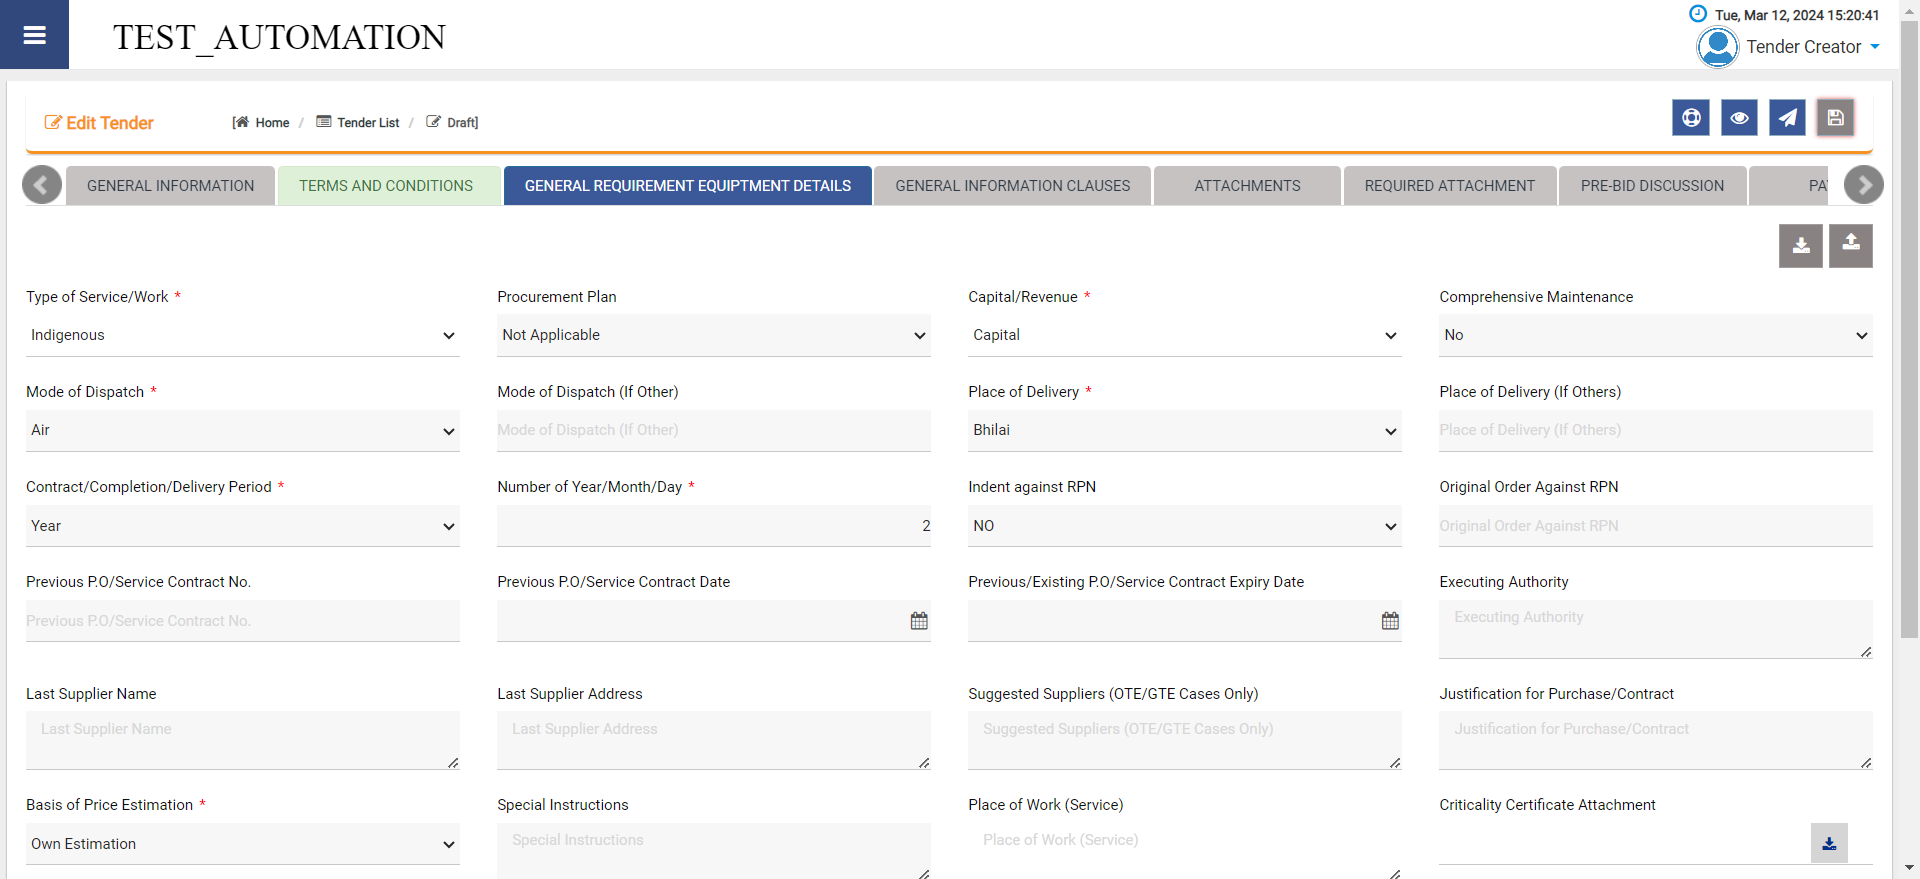 TEST_AUTOMATION
Tue, Mar 12, 2024 15:20:41
Tender Creator
Edit Tender
[ Home / Tender List / Draft]
GENERAL INFORMATION
TERMS AND CONDITIONS
GENERAL REQUIREMENT EQUIPTMENT DETAILS
GENERAL INFORMATION CLAUSES
ATTACHMENTS
REQUIRED ATTACHMENT
PRE-BID DISCUSSION
Type of Service/Work *
Procurement Plan
Capital/Revenue *
Comprehensive Maintenance
Indigenous
Not Applicable
Capital
No
Mode of Dispatch *
Mode of Dispatch (If Other)
Place of Delivery *
Place of Delivery (If Others)
Air
Mode of Dispatch (If Other)
Bhilai
Place of Delivery (If Others)
Contract/Completion/Delivery Period *
Number of Year/Month/Day *
Indent against RPN
Original Order Against RPN
Year
2
NO
Original Order Against RPN
Previous P.O/Service Contract No.
Previous P.O/Service Contract Date
Previous/Existing P.O/Service Contract Expiry Date
Executing Authority
Previous P.O/Service Contract No.
Executing Authority
Last Supplier Name
Last Supplier Address
Suggested Suppliers (OTE/GTE Cases Only)
Justification for Purchase/Contract
Last Supplier Name
Last Supplier Address
Suggested Suppliers (OTE/GTE Cases Only)
Justification for Purchase/Contract
Basis of Price Estimation *
Special Instructions
Place of Work (Service)
Criticality Certificate Attachment
Own Estimation
Special Instructions
Place of Work (Service)